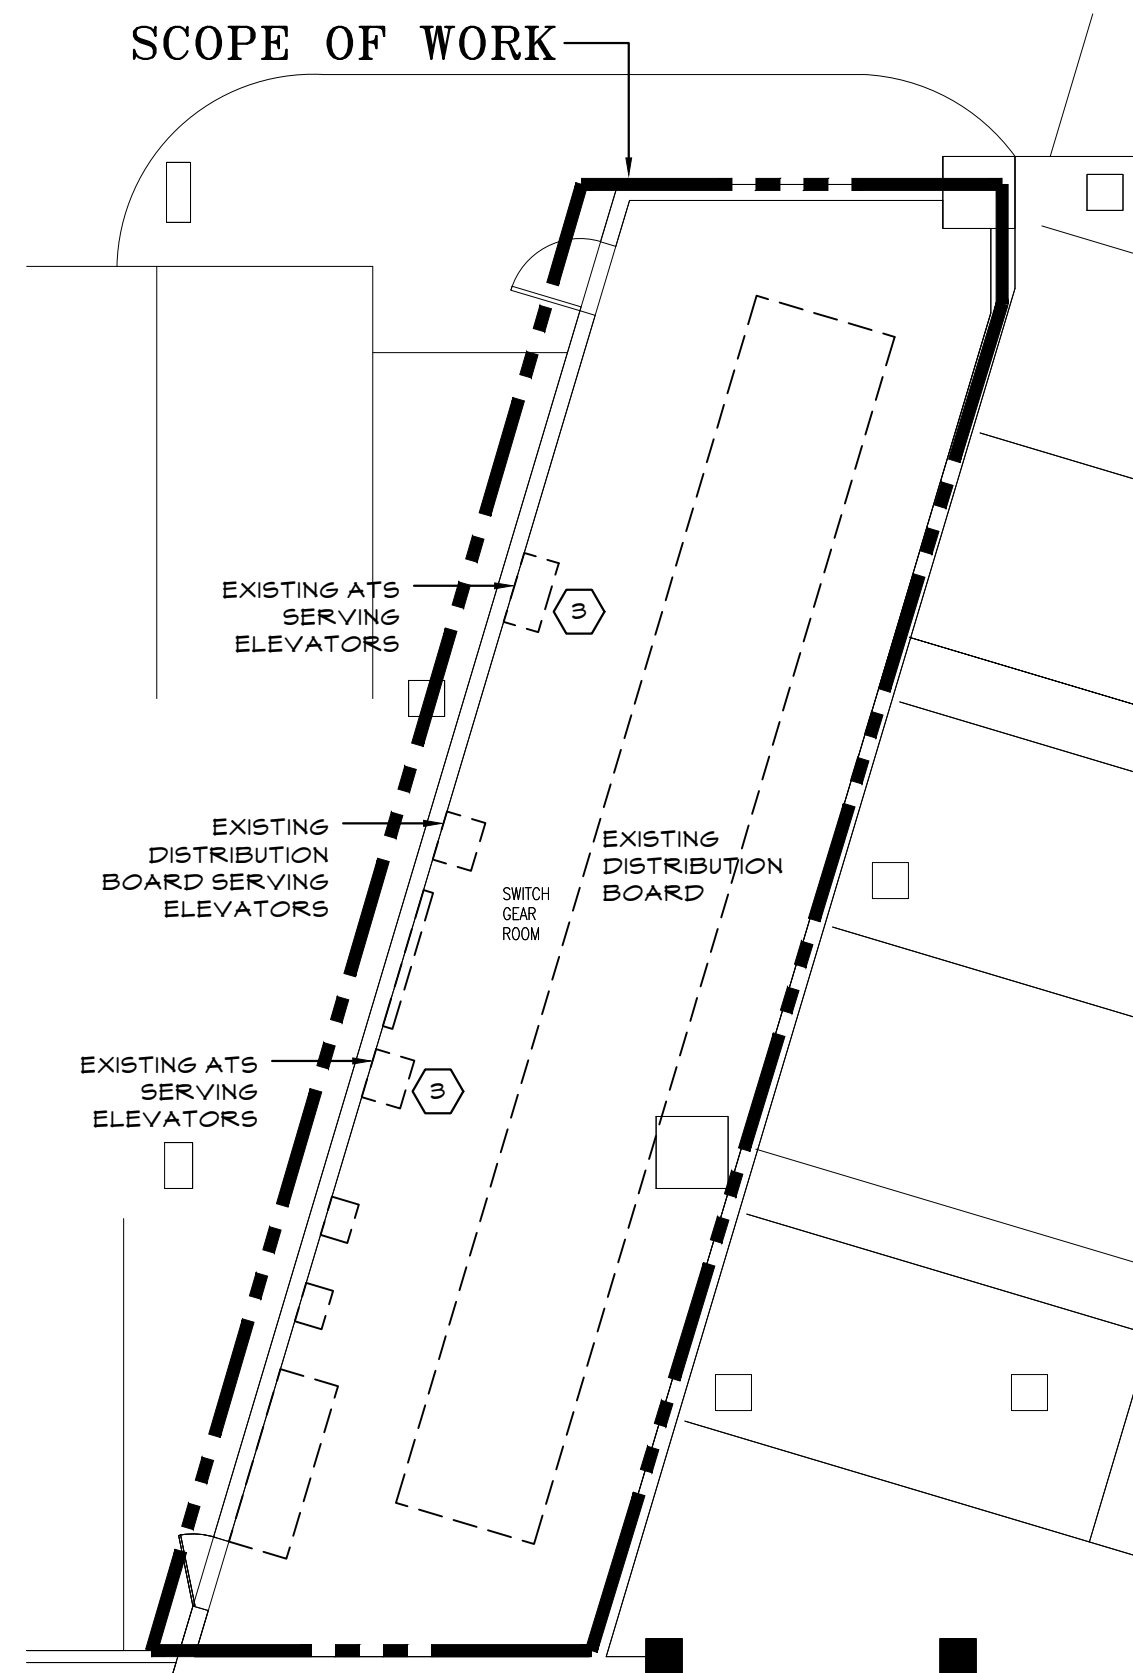 SCOPE OF WORK
EXISTING ATS
SERVING
ELEVATORS
3
EXISTING
DISTRIBUTION
BOARD SERVING
ELEVATORS
EXISTING
DISTRIBUTION
BOARD
SWITCH
GEAR
ROOM
EXISTING ATS
SERVING
ELEVATORS
3